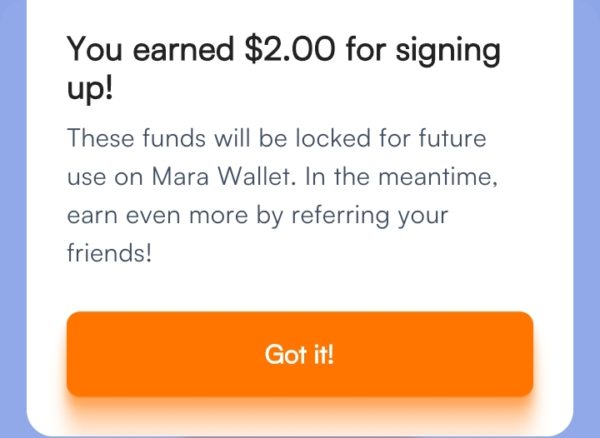 You earned $2.00 for signing
up!
These funds will be locked for future
use on Mara Wallet. In the meantime,
earn even more by referring your
friends!
Got it!